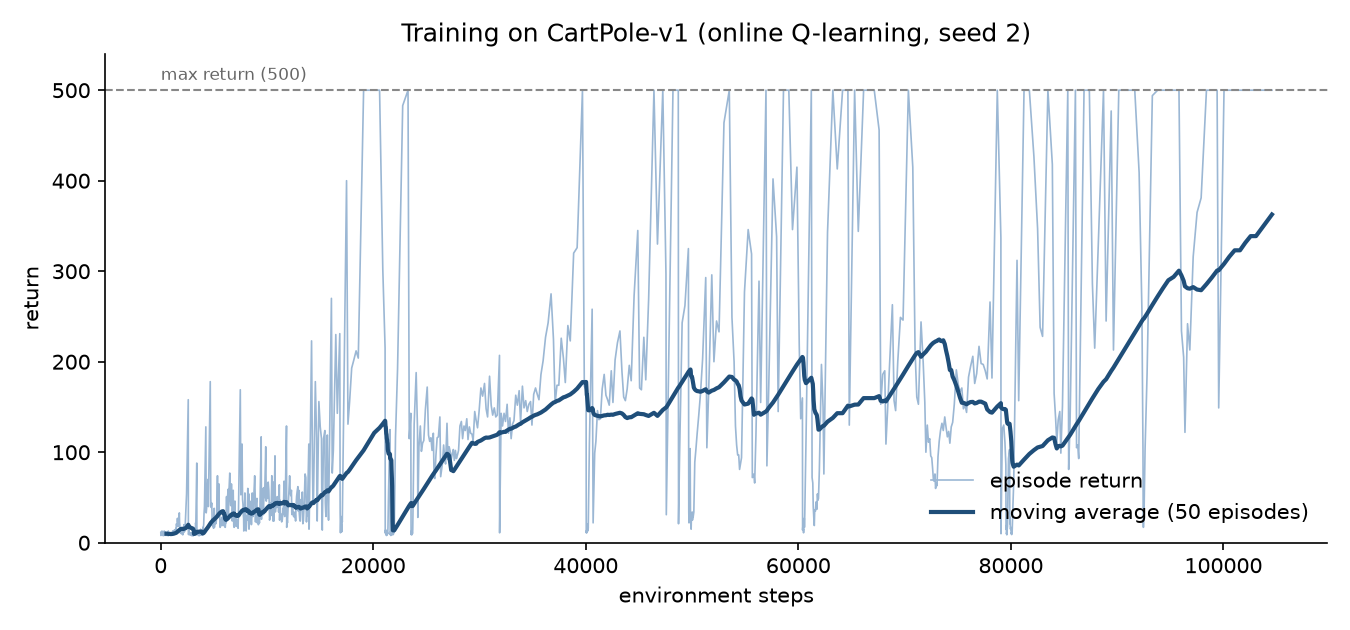 Training on CartPole-v1 (online Q-learning, seed 2)
max return (500)
500
400
300
200
100
0
return
episode return
moving average (50 episodes)
0
20000
40000
60000
80000
100000
environment steps